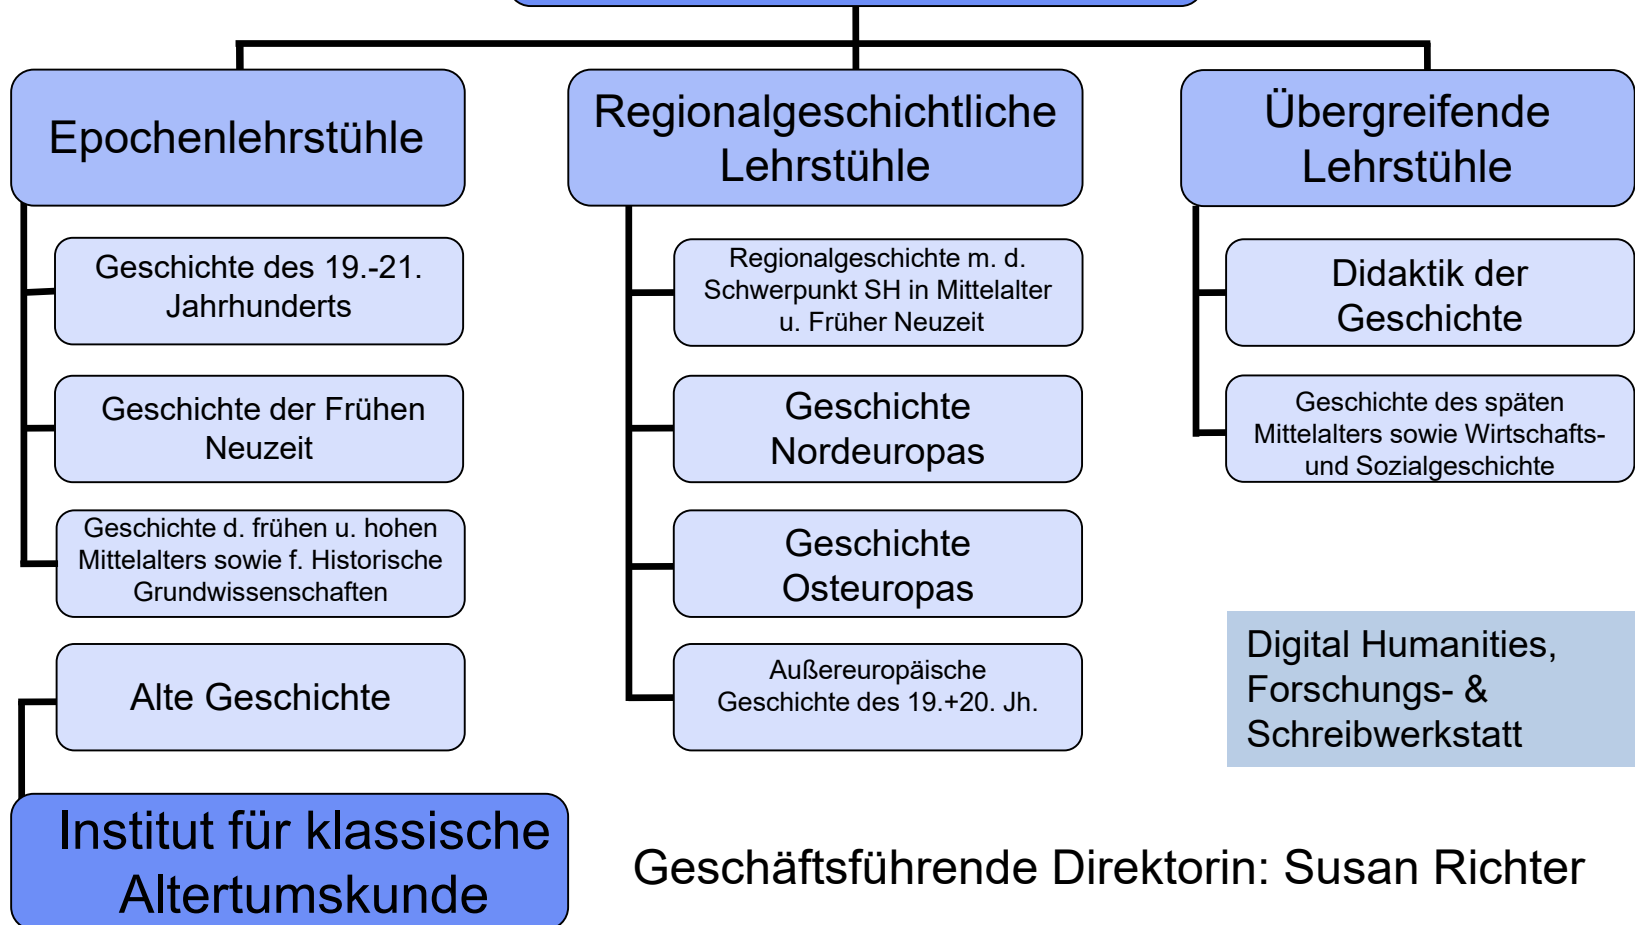 Epochenlehrstühle
Geschichte des 19.-21.
Jahrhunderts
Geschichte der Frühen
Neuzeit
Geschichte d. frühen u. hohen
Mittelalters sowie f. Historische
Grundwissenschaften
Alte Geschichte
Institut für klassische
Altertumskunde
Regionalgeschichtliche
Lehrstühle
Regionalgeschichte m. d.
Schwerpunkt SH in Mittelalter
u. Früher Neuzeit
Geschichte
Nordeuropas
Geschichte
Osteuropas
Außereuropäische
Geschichte des 19.+20. Jh.
Übergreifende
Lehrstühle
Didaktik der
Geschichte
Geschichte des späten
Mittelalters sowie Wirtschafts-
und Sozialgeschichte
Digital Humanities,
Forschungs- &
Schreibwerkstatt
Geschäftsführende Direktorin: Susan Richter